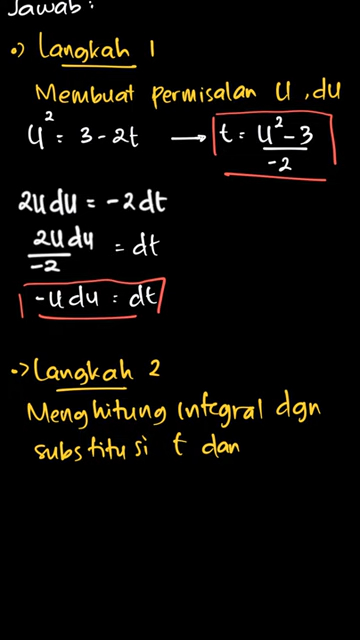 Jawab:
•) Langkah 1
Membuat permisalan U, du
U² = 3 - 2t → t = U² - 3 / -2
2U du = -2 dt
2U du / -2 = dt
-U du = dt
•) Langkah 2
Menghitung integral dgn
substitusi t dan